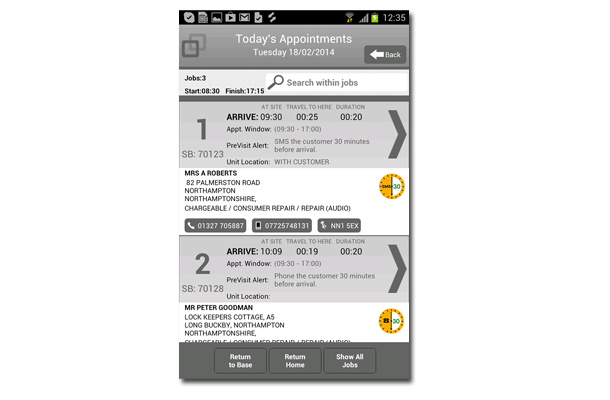 12:35
Today's Appointments
Tuesday 18/02/2014
Back
Jobs:3
Start:08:30 Finish:17:15
Search within jobs
AT SITE TRAVEL TO HERE DURATION
1
ARRIVE: 09:30 00:25 00:20
Appt. Window: (09:30 - 17:00)
PreVisit Alert: SMS the customer 30 minutes
before arrival.
SB: 70123
Unit Location: WITH CUSTOMER
MRS A ROBERTS
82 PALMERSTON ROAD
NORTHAMPTON
NORTHAMPTONSHIRE,
CHARGEABLE / CONSUMER REPAIR / REPAIR (AUDIO)
SMS 30
01327 705887 07725748131 NN1 5EX
AT SITE TRAVEL TO HERE DURATION
2
ARRIVE: 10:09 00:19 00:20
Appt. Window: (09:30 - 17:00)
PreVisit Alert: Phone the customer 30 minutes
before arrival.
SB: 70128
Unit Location:
MR PETER GOODMAN
LOCK KEEPERS COTTAGE, A5
LONG BUCKBY, NORTHAMPTON
NORTHAMPTONSHIRE,
CHARGEABLE / CONSUMER REPAIR / REPAIR (AUDIO)
30
Return
to Base
Return
Home
Show All
Jobs